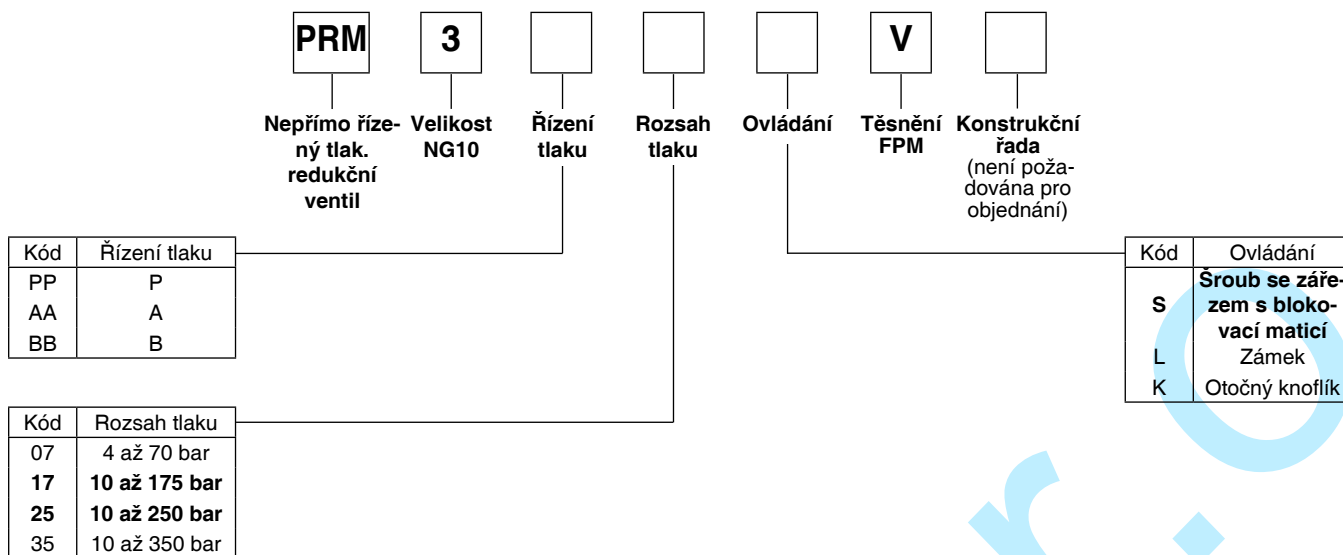 PRM 3 V
Nepřímo říze-
ný tlak.
redukční
ventil
Velikost
NG10
Řízení
tlaku
Rozsah
tlaku
Ovládání
Těsnění
FPM
Konstrukční
řada
(není poža-
dována pro
objednání)
Kód Řízení tlaku
PP P
AA A
BB B
Kód Rozsah tlaku
07 4 až 70 bar
17 10 až 175 bar
25 10 až 250 bar
35 10 až 350 bar
Kód Ovládání
S Šroub se záře-
zem s bloko-
vací maticí
L Zámek
K Otočný knoflík